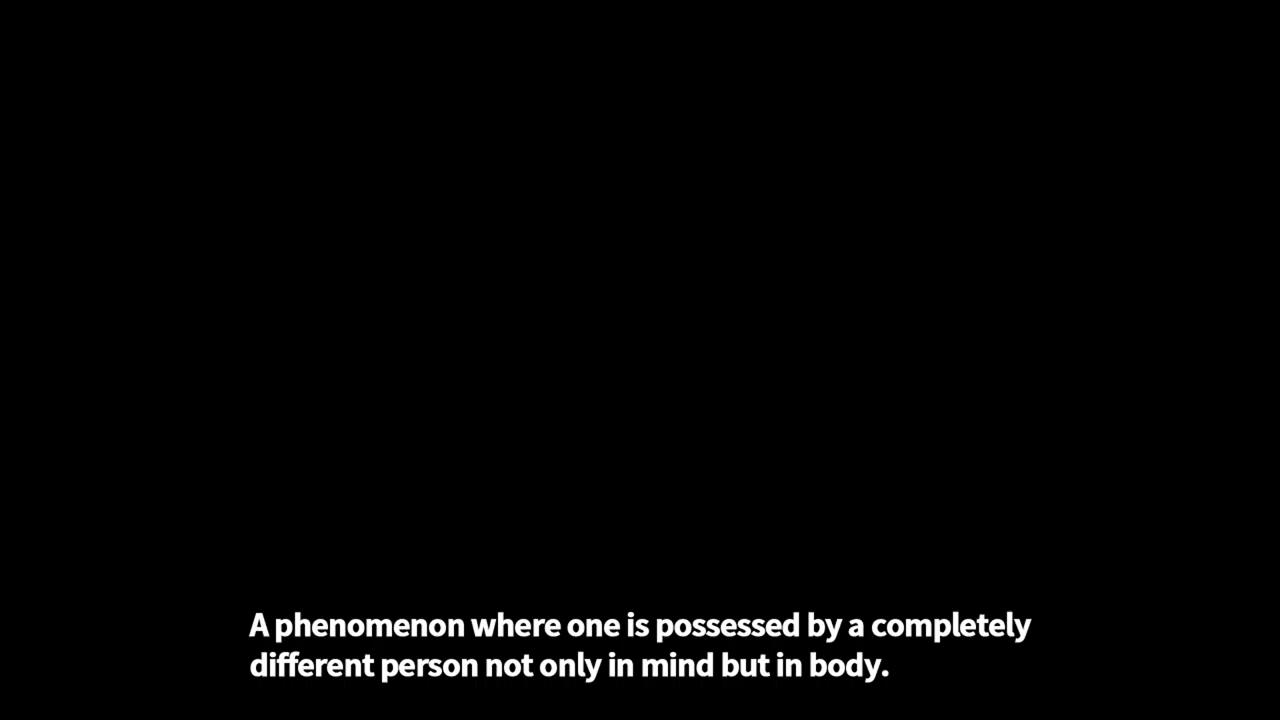 A phenomenon where one is possessed by a completely
different person not only in mind but in body.